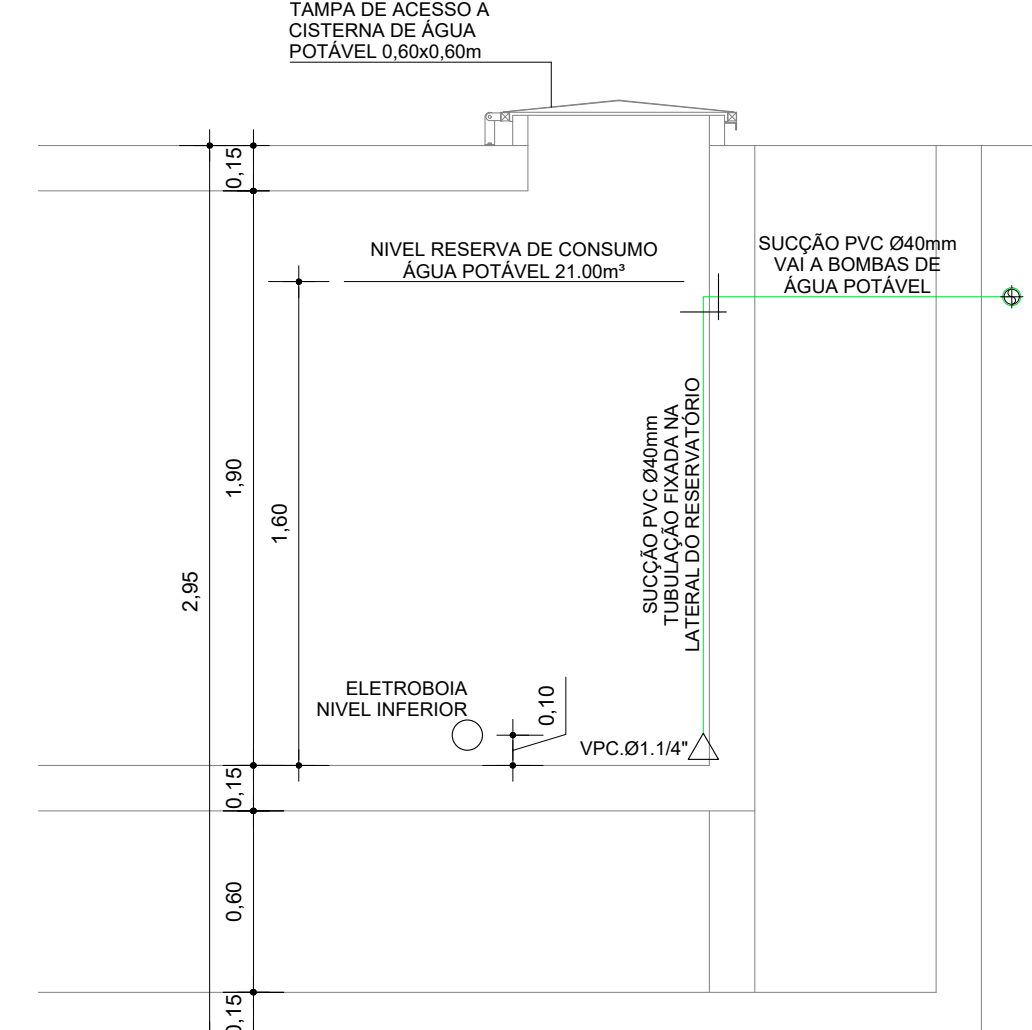 TAMPA DE ACESSO A
CISTERNA DE ÁGUA
POTÁVEL 0,60x0,60m
0,15
NIVEL RESERVA DE CONSUMO
ÁGUA POTÁVEL 21.00m³
SUCÇÃO PVC Ø40mm
VAI A BOMBAS DE
ÁGUA POTÁVEL
SUCÇÃO PVC Ø40mm
TUBULAÇÃO FIXADA NA
LATERAL DO RESERVATÓRIO
1,90
1,60
2,95
ELETROBOIA
NIVEL INFERIOR
0,10
VPC.Ø1.1/4"
0,15
0,60
0,15